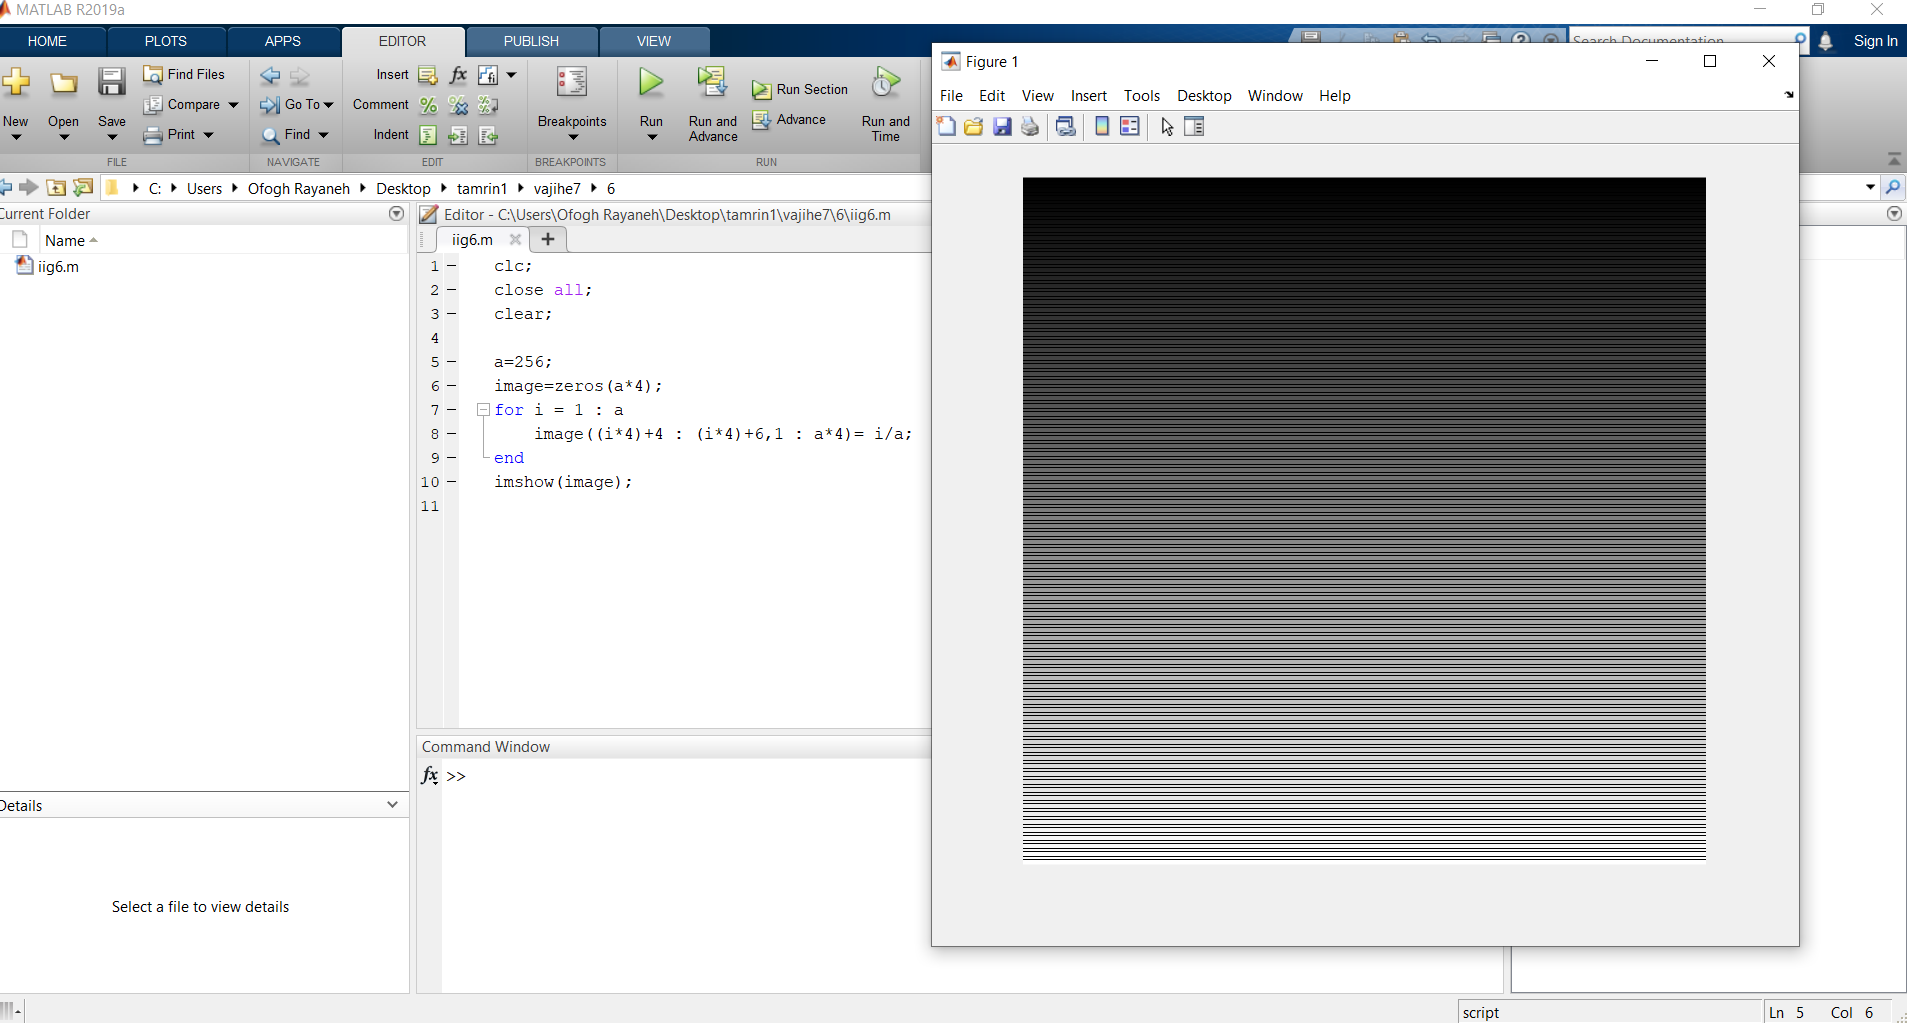 MATLAB R2019a
HOME PLOTS APPS EDITOR PUBLISH VIEW
Search Documentation
Sign In
New
Open
Save
Find Files
Compare
Print
FILE
Go To
Find
NAVIGATE
Insert fx fi
Comment
Indent
EDIT
Breakpoints
BREAKPOINTS
Run
Run and Advance
Run Section
Advance
Run and Time
RUN
C: Users Ofogh Rayaneh Desktop tamrin1 vajihe7 6
Current Folder
Name
iig6.m
Details
Select a file to view details
Editor - C:\Users\Ofogh Rayaneh\Desktop\tamrin1\vajihe7\6\iig6.m
iig6.m
1 clc;
2 close all;
3 clear;
4
5 a=256;
6 image=zeros(a*4);
7 for i = 1 : a
8 image((i*4)+4 : (i*4)+6,1 : a*4)= i/a;
9 end
10 imshow(image);
11
Command Window
fx >>
Figure 1
File Edit View Insert Tools Desktop Window Help
script
Ln 5 Col 6